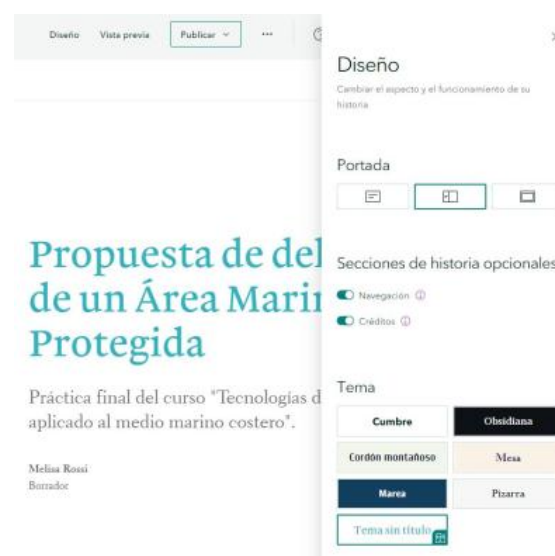 Diseño Vista previa Publicar ...
Diseño
Cambiar el aspecto y el funcionamiento de su
historia
Portada
Propuesta de del
de un Área Marin
Protegida
Secciones de historia opcionales
Navegación
Créditos
Práctica final del curso "Tecnologías d
aplicado al medio marino costero".
Melisa Rossi
Borrador
Tema
Cumbre Obsidiana
Cordón montañoso Mesa
Marea Pizarra
Tema sin título